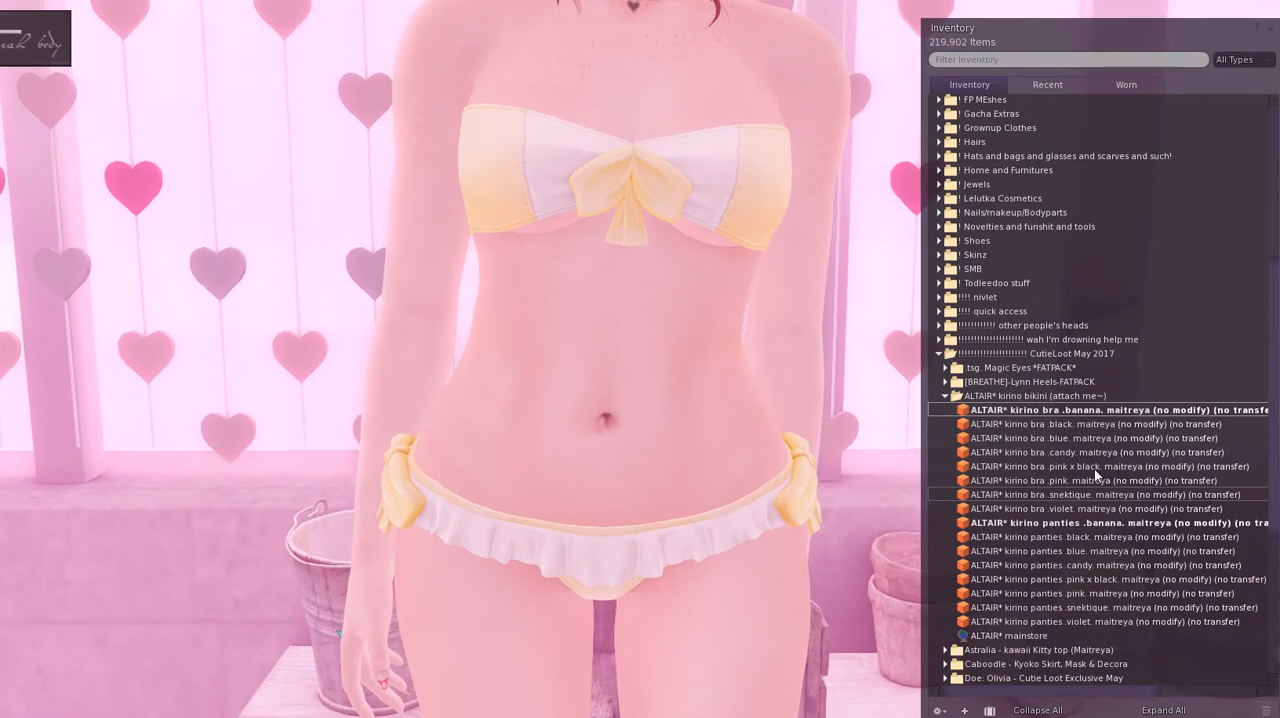 body
Inventory
? –
219,902 Items
Filter Inventory
All Types
Inventory
Recent
Worn
! FP MEshes
! Gacha Extras
! Grownup Clothes
! Hairs
! Hats and bags and glasses and scarves and such!
! Home and Furnitures
! Jewels
! Lelutka Cosmetics
! Nails/makeup/Bodyparts
! Novelties and funshit and tools
! Shoes
! Skinz
! SMB
! Todleedoo stuff
!!!! nivlet
!!!! quick access
!!!!!!!!!!!! other people's heads
!!!!!!!!!!!!!!!!!!!!! wah I'm drowning help me
!!!!!!!!!!!!!!!!!!!!!! CutieLoot May 2017
.tsg. Magic Eyes *FATPACK*
[BREATHE]-Lynn Heels-FATPACK
ALTAIR* kirino bikini (attach me~)
ALTAIR* kirino bra .banana. maitreya (no modify) (no transfe
ALTAIR* kirino bra .black. maitreya (no modify) (no transfer)
ALTAIR* kirino bra .blue. maitreya (no modify) (no transfer)
ALTAIR* kirino bra .candy. maitreya (no modify) (no transfer)
ALTAIR* kirino bra .pink x black. maitreya (no modify) (no transfer)
ALTAIR* kirino bra .pink. maitreya (no modify) (no transfer)
ALTAIR* kirino bra .snektique. maitreya (no modify) (no transfer)
ALTAIR* kirino bra .violet. maitreya (no modify) (no transfer)
ALTAIR* kirino panties .banana. maitreya (no modify) (no tra
ALTAIR* kirino panties .black. maitreya (no modify) (no transfer)
ALTAIR* kirino panties .blue. maitreya (no modify) (no transfer)
ALTAIR* kirino panties .candy. maitreya (no modify) (no transfer)
ALTAIR* kirino panties .pink x black. maitreya (no modify) (no transfer)
ALTAIR* kirino panties .pink. maitreya (no modify) (no transfer)
ALTAIR* kirino panties .snektique. maitreya (no modify) (no transfer)
ALTAIR* kirino panties .violet. maitreya (no modify) (no transfer)
ALTAIR* mainstore
Astralia - kawaii Kitty top (Maitreya)
Caboodle - Kyoko Skirt, Mask & Decora
Doe: Olivia - Cutie Loot Exclusive May
Collapse All
Expand All